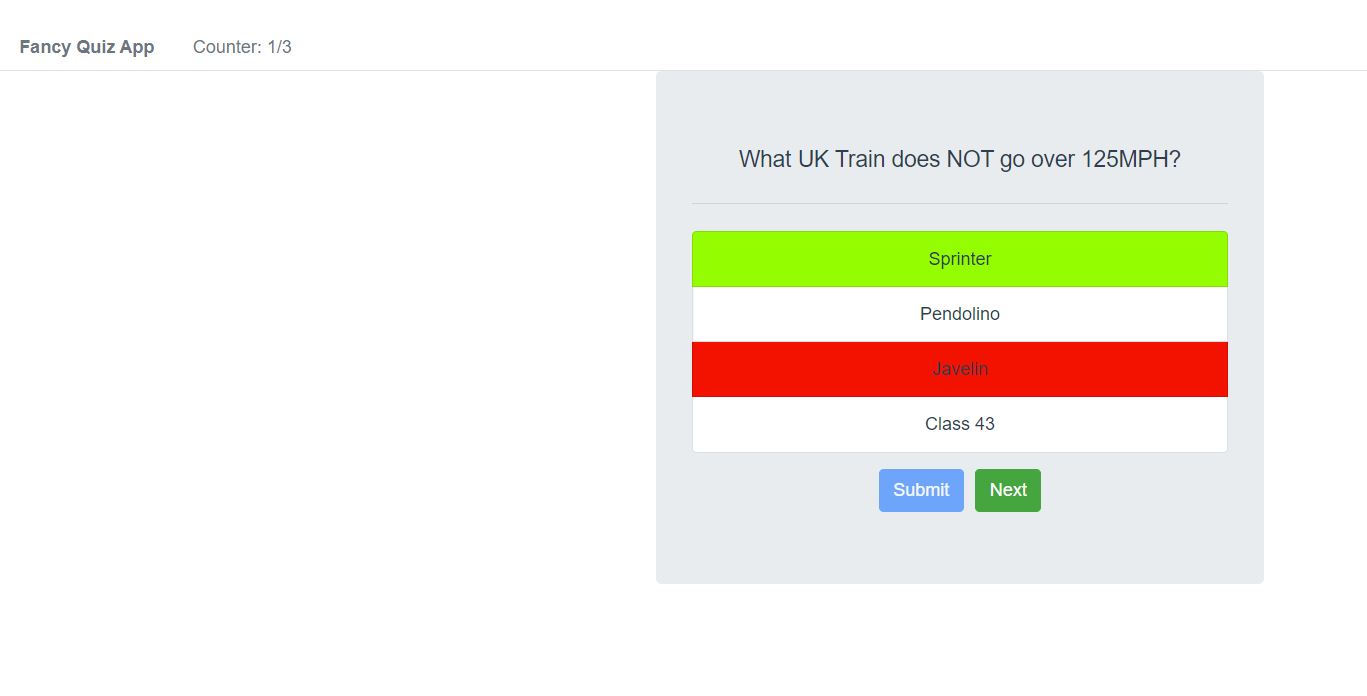 Fancy Quiz App Counter: 1/3
What UK Train does NOT go over 125MPH?
Sprinter
Pendolino
Javelin
Class 43
Submit Next